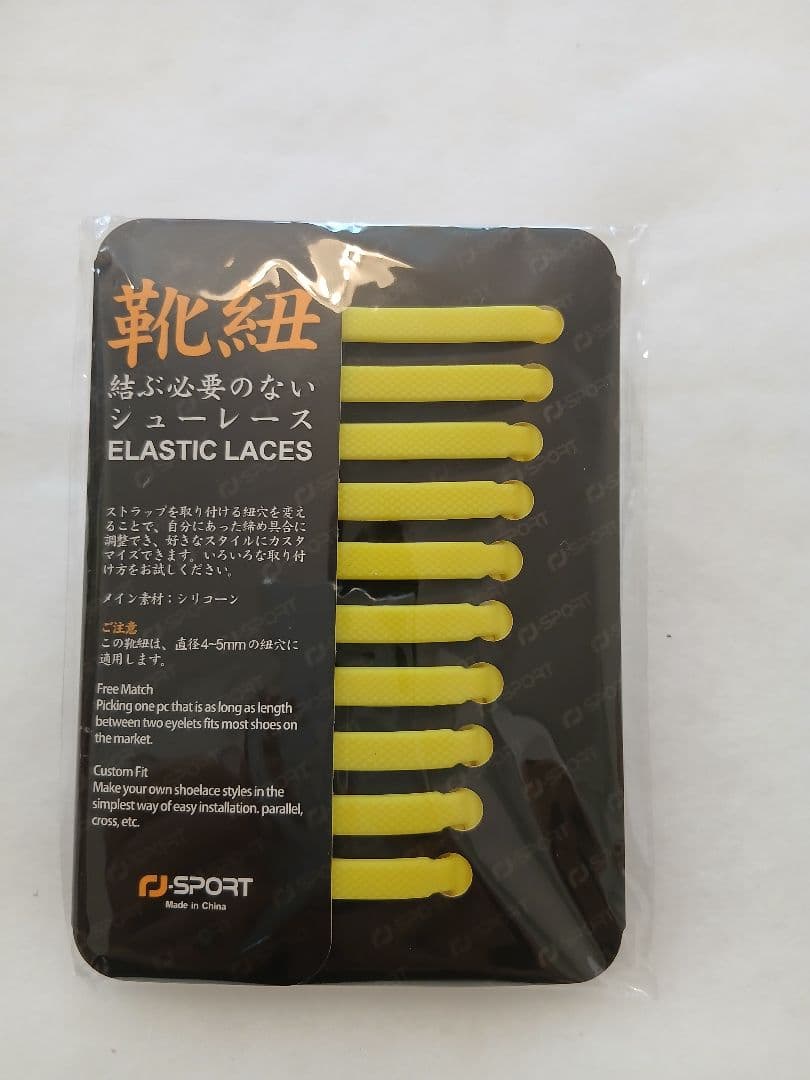 靴紐
結ぶ必要のない
シューレース
ELASTIC LACES
ストラップを取り付ける紐穴を変え
ることで、自分にあった締め具合に
調整でき、好きなスタイルにカスタ
マイズできます。いろいろな取り付
け方をお試しください。
メイン素材：シリコーン
ご注意
この靴紐は、直径4~5mmの紐穴に
適用します。
Free Match
Picking one pc that is as long as length
between two eyelets fits most shoes on
the market.
Custom Fit
Make your own shoelace styles in the
simplest way of easy installation. parallel,
cross, etc.
RJ-SPORT
Made in China